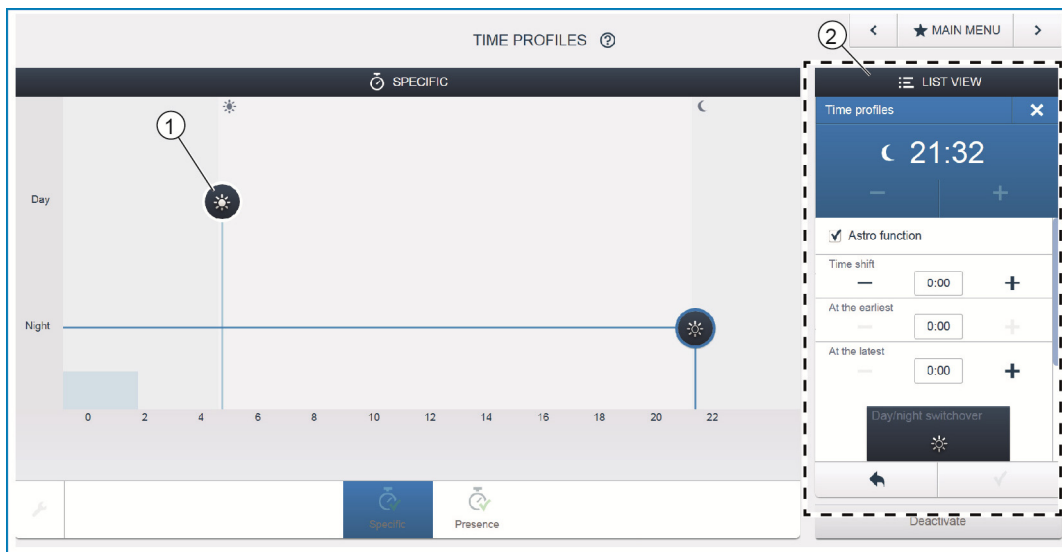 TIME PROFILES ?
2
< ★ MAIN MENU >
SPECIFIC
LIST VIEW
Time profiles
21:32
− +
1
Day
Night
0 2 4 6 8 10 12 14 16 18 20 22
Astro function
Time shift
− 0:00 +
At the earliest
− 0:00 +
At the latest
− 0:00 +
Day/night switchover
Specific
Presence
Deactivate